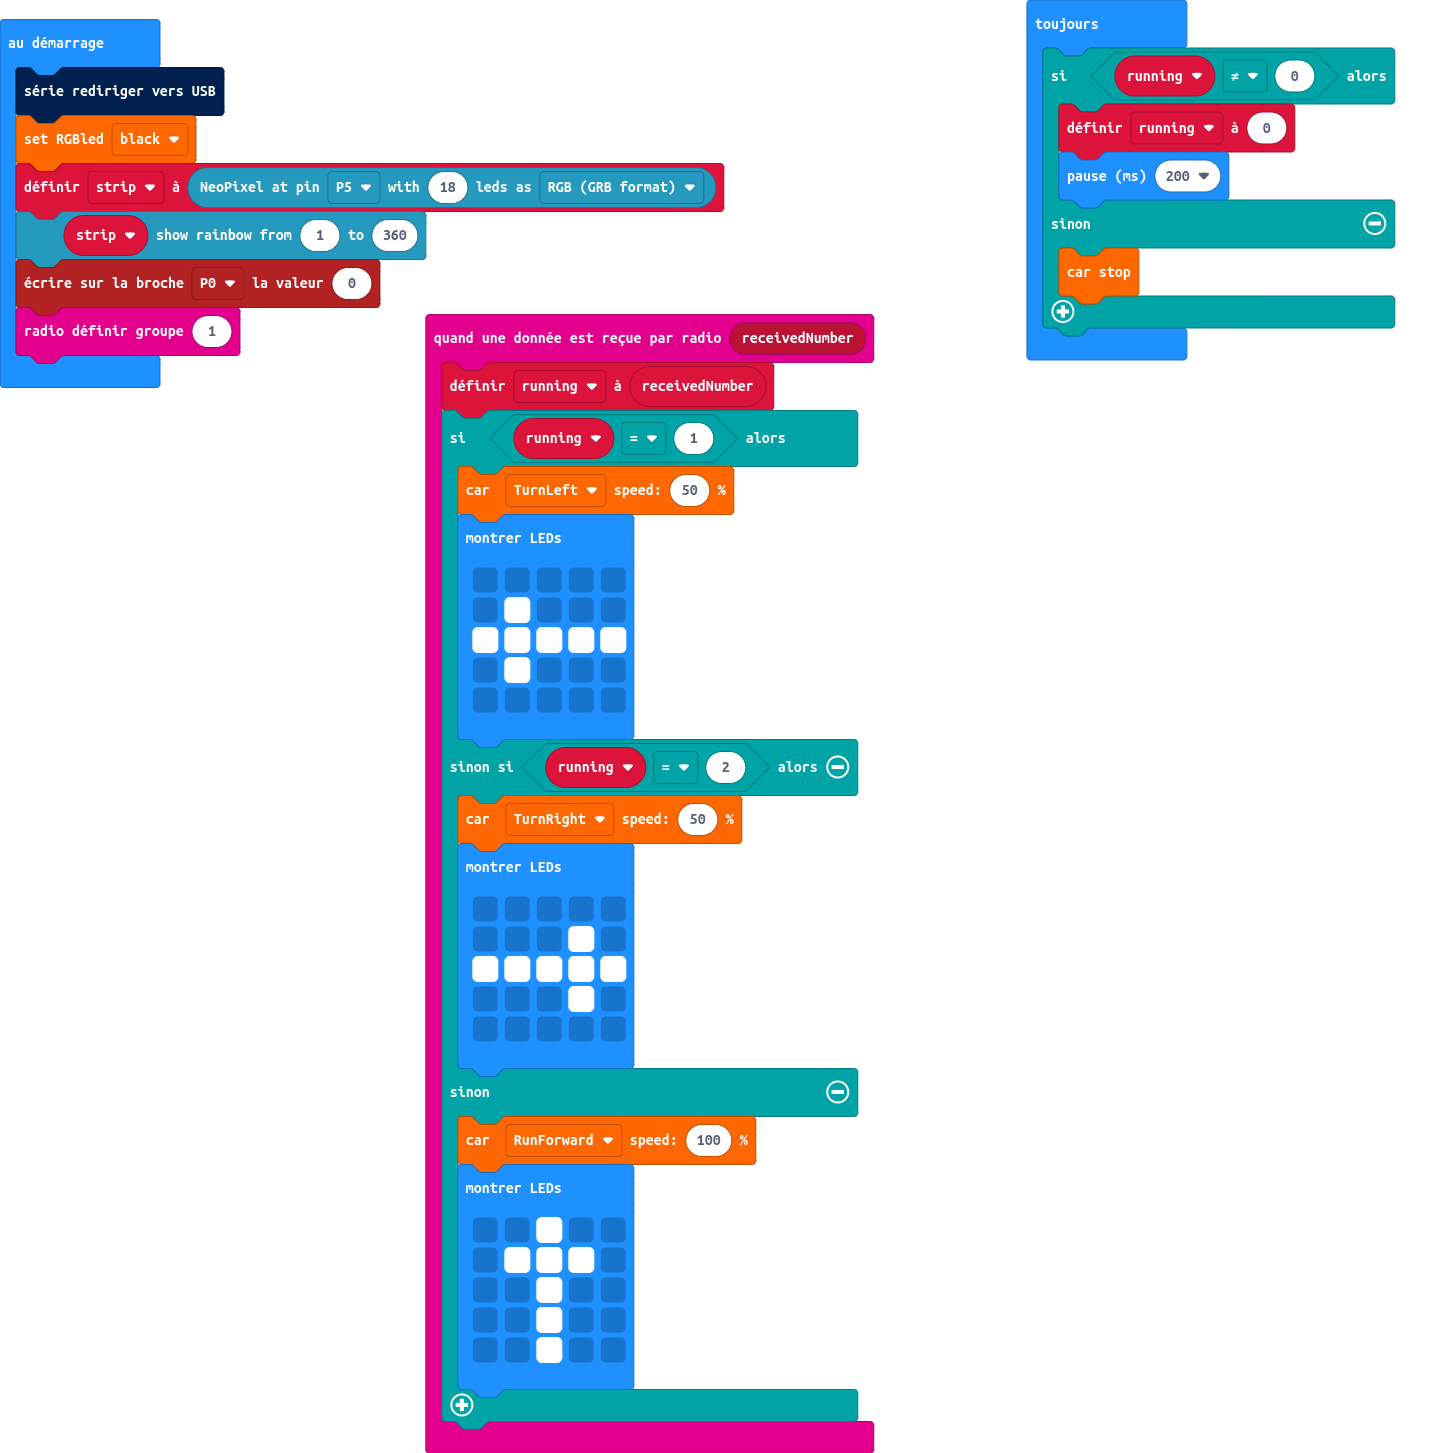 au démarrage
série rediriger vers USB
set RGBled black
définir strip à NeoPixel at pin P5 with 18 leds as RGB (GRB format)
strip show rainbow from 1 to 360
écrire sur la broche P0 la valeur 0
radio définir groupe 1
quand une donnée est reçue par radio receivedNumber
définir running à receivedNumber
si running = 1 alors
car TurnLeft speed: 50 %
montrer LEDs
sinon si running = 2 alors
car TurnRight speed: 50 %
montrer LEDs
sinon
car RunForward speed: 100 %
montrer LEDs
toujours
si running ≠ 0 alors
définir running à 0
pause (ms) 200
sinon
car stop